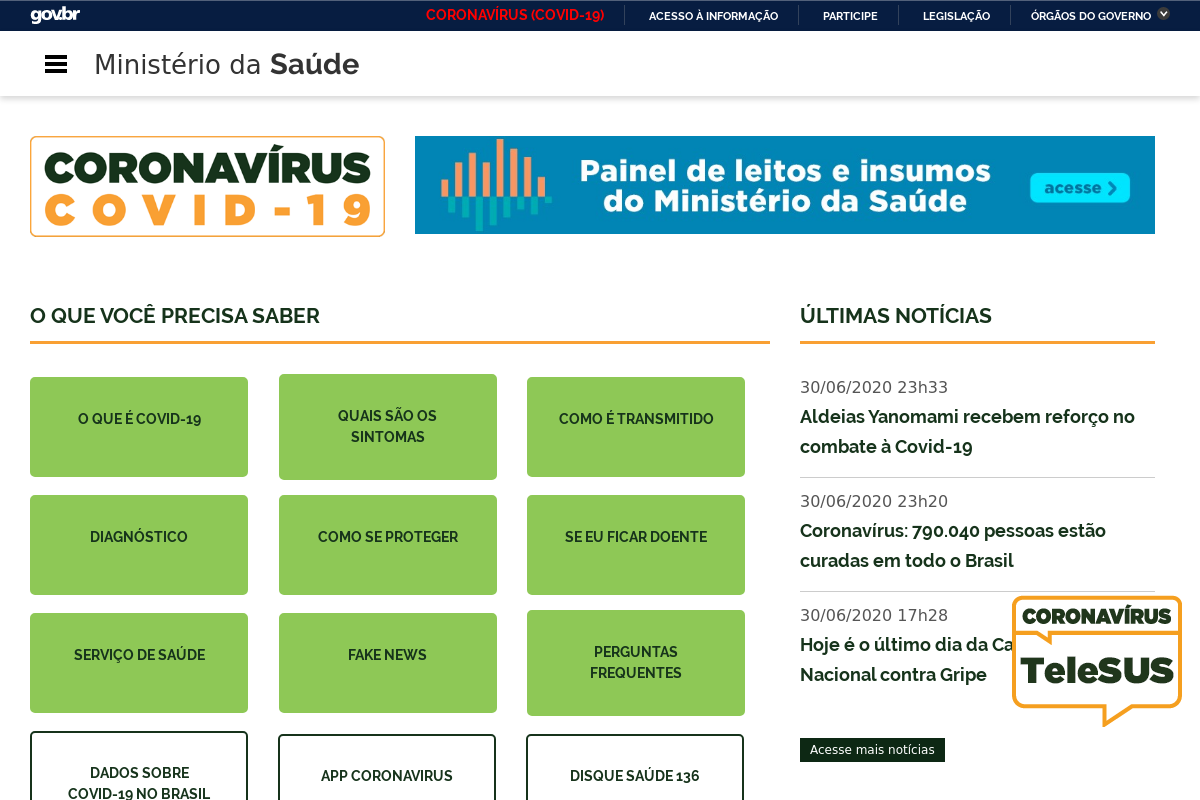 gov.br
CORONAVÍRUS (COVID-19)
ACESSO À INFORMAÇÃO
PARTICIPE
LEGISLAÇÃO
ÓRGÃOS DO GOVERNO
Ministério da Saúde
CORONAVÍRUS
COVID-19
Painel de leitos e insumos
do Ministério da Saúde
acesse
O QUE VOCÊ PRECISA SABER
O QUE É COVID-19
QUAIS SÃO OS
SINTOMAS
COMO É TRANSMITIDO
DIAGNÓSTICO
COMO SE PROTEGER
SE EU FICAR DOENTE
SERVIÇO DE SAÚDE
FAKE NEWS
PERGUNTAS
FREQUENTES
DADOS SOBRE
COVID-19 NO BRASIL
APP CORONAVIRUS
DISQUE SAÚDE 136
ÚLTIMAS NOTÍCIAS
30/06/2020 23h33
Aldeias Yanomami recebem reforço no
combate à Covid-19
30/06/2020 23h20
Coronavírus: 790.040 pessoas estão
curadas em todo o Brasil
30/06/2020 17h28
Hoje é o último dia da Ca
Nacional contra Gripe
CORONAVÍRUS
TeleSUS
Acesse mais notícias